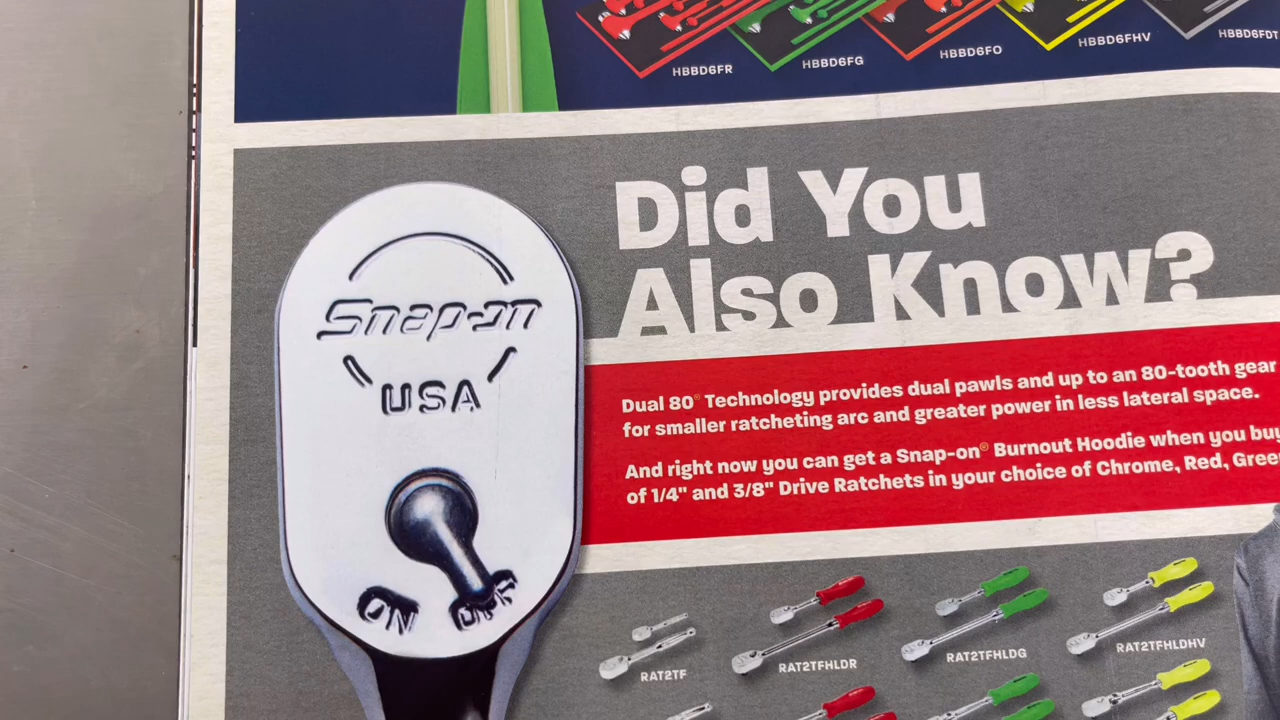 HBBD6FR
HBBD6FG
HBBD6FO
HBBD6FHV
HBBD6FDT
Did You
Also Know?
Snap-on
USA
ON
OFF
Dual 80® Technology provides dual pawls and up to an 80-tooth gear
for smaller ratcheting arc and greater power in less lateral space.
And right now you can get a Snap-on® Burnout Hoodie when you buy
of 1/4" and 3/8" Drive Ratchets in your choice of Chrome, Red, Gree
RAT2TF
RAT2TFHLDR
RAT2TFHLDG
RAT2TFHLDHV